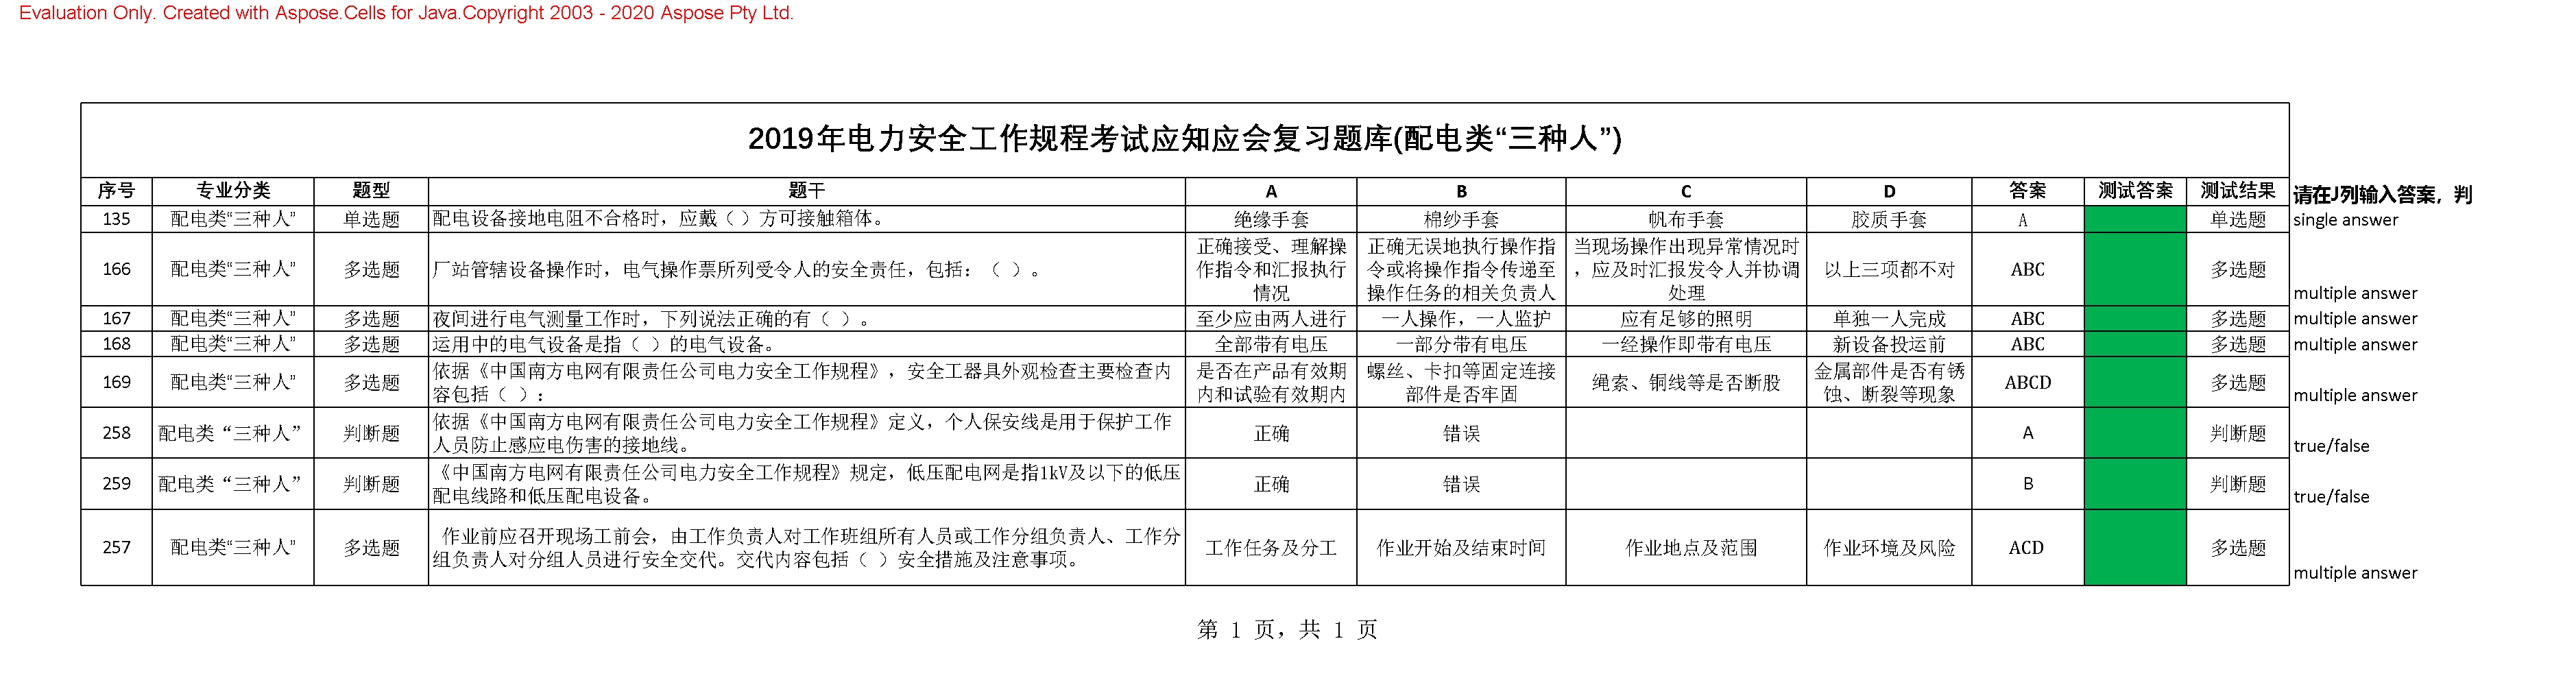 Evaluation Only. Created with Aspose.Cells for Java.Copyright 2003 - 2020 Aspose Pty Ltd.
2019年电力安全工作规程考试应知应会复习题库(配电类“三种人”)
序号 专业分类 题型 题干 A B C D 答案 测试答案 测试结果 请在J列输入答案，判
135 配电类“三种人” 单选题 配电设备接地电阻不合格时，应戴（ ）方可接触箱体。 绝缘手套 棉纱手套 帆布手套 胶质手套 A 单选题 single answer
166 配电类“三种人” 多选题 厂站管辖设备操作时，电气操作票所列受令人的安全责任，包括：（ ）。 正确接受、理解操
作指令和汇报执行
情况 正确无误地执行操作指
令或将操作指令传递至
操作任务的相关负责人 当现场操作出现异常情况时
，应及时汇报发令人并协调
处理 以上三项都不对 ABC 多选题 multiple answer
167 配电类“三种人” 多选题 夜间进行电气测量工作时，下列说法正确的有（ ）。 至少应由两人进行 一人操作，一人监护 应有足够的照明 单独一人完成 ABC 多选题 multiple answer
168 配电类“三种人” 多选题 运用中的电气设备是指（ ）的电气设备。 全部带有电压 一部分带有电压 一经操作即带有电压 新设备投运前 ABC 多选题 multiple answer
169 配电类“三种人” 多选题 依据《中国南方电网有限责任公司电力安全工作规程》，安全工器具外观检查主要检查内
容包括（ ）： 是否在产品有效期
内和试验有效期内 螺丝、卡扣等固定连接
部件是否牢固 绳索、铜线等是否断股 金属部件是否有锈
蚀、断裂等现象 ABCD 多选题 multiple answer
258 配电类“三种人” 判断题 依据《中国南方电网有限责任公司电力安全工作规程》定义，个人保安线是用于保护工作
人员防止感应电伤害的接地线。 正确 错误 A 判断题 true/false
259 配电类“三种人” 判断题 《中国南方电网有限责任公司电力安全工作规程》规定，低压配电网是指1kV及以下的低压
配电线路和低压配电设备。 正确 错误 B 判断题 true/false
257 配电类“三种人” 多选题 作业前应召开现场工前会，由工作负责人对工作班组所有人员或工作分组负责人、工作分
组负责人对分组人员进行安全交代。交代内容包括（ ）安全措施及注意事项。 工作任务及分工 作业开始及结束时间 作业地点及范围 作业环境及风险 ACD 多选题 multiple answer
第 1 页，共 1 页